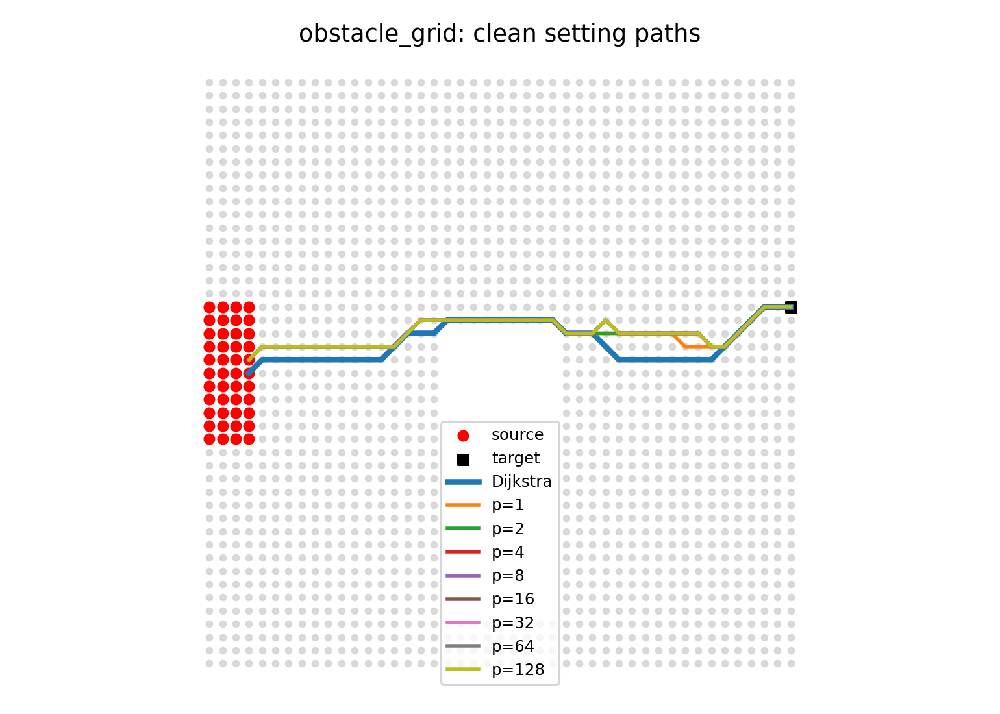 obstacle_grid: clean setting paths
source
target
Dijkstra
p=1
p=2
p=4
p=8
p=16
p=32
p=64
p=128